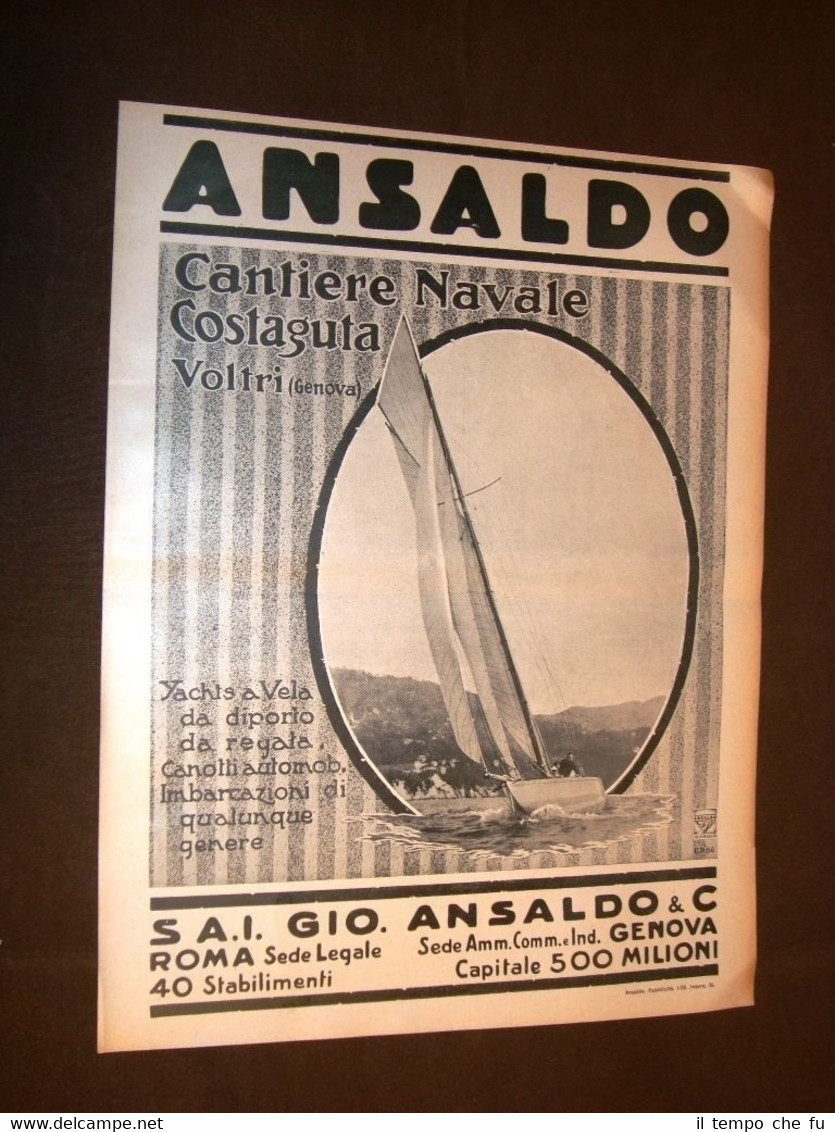 ANSALDO
Cantiere Navale
Costaguta
Voltri (Genova)
Yachts a Vela
da diporto
da regata.
Canotti automob.
Imbarcazioni di
qualunque
genere
ANSALDO
S.A.I. GIO. ANSALDO & C
ROMA Sede Legale
Sede Amm. Comm. e Ind. GENOVA
40 Stabilimenti
Capitale 500 MILIONI
www.delcampe.net
il tempo che fu